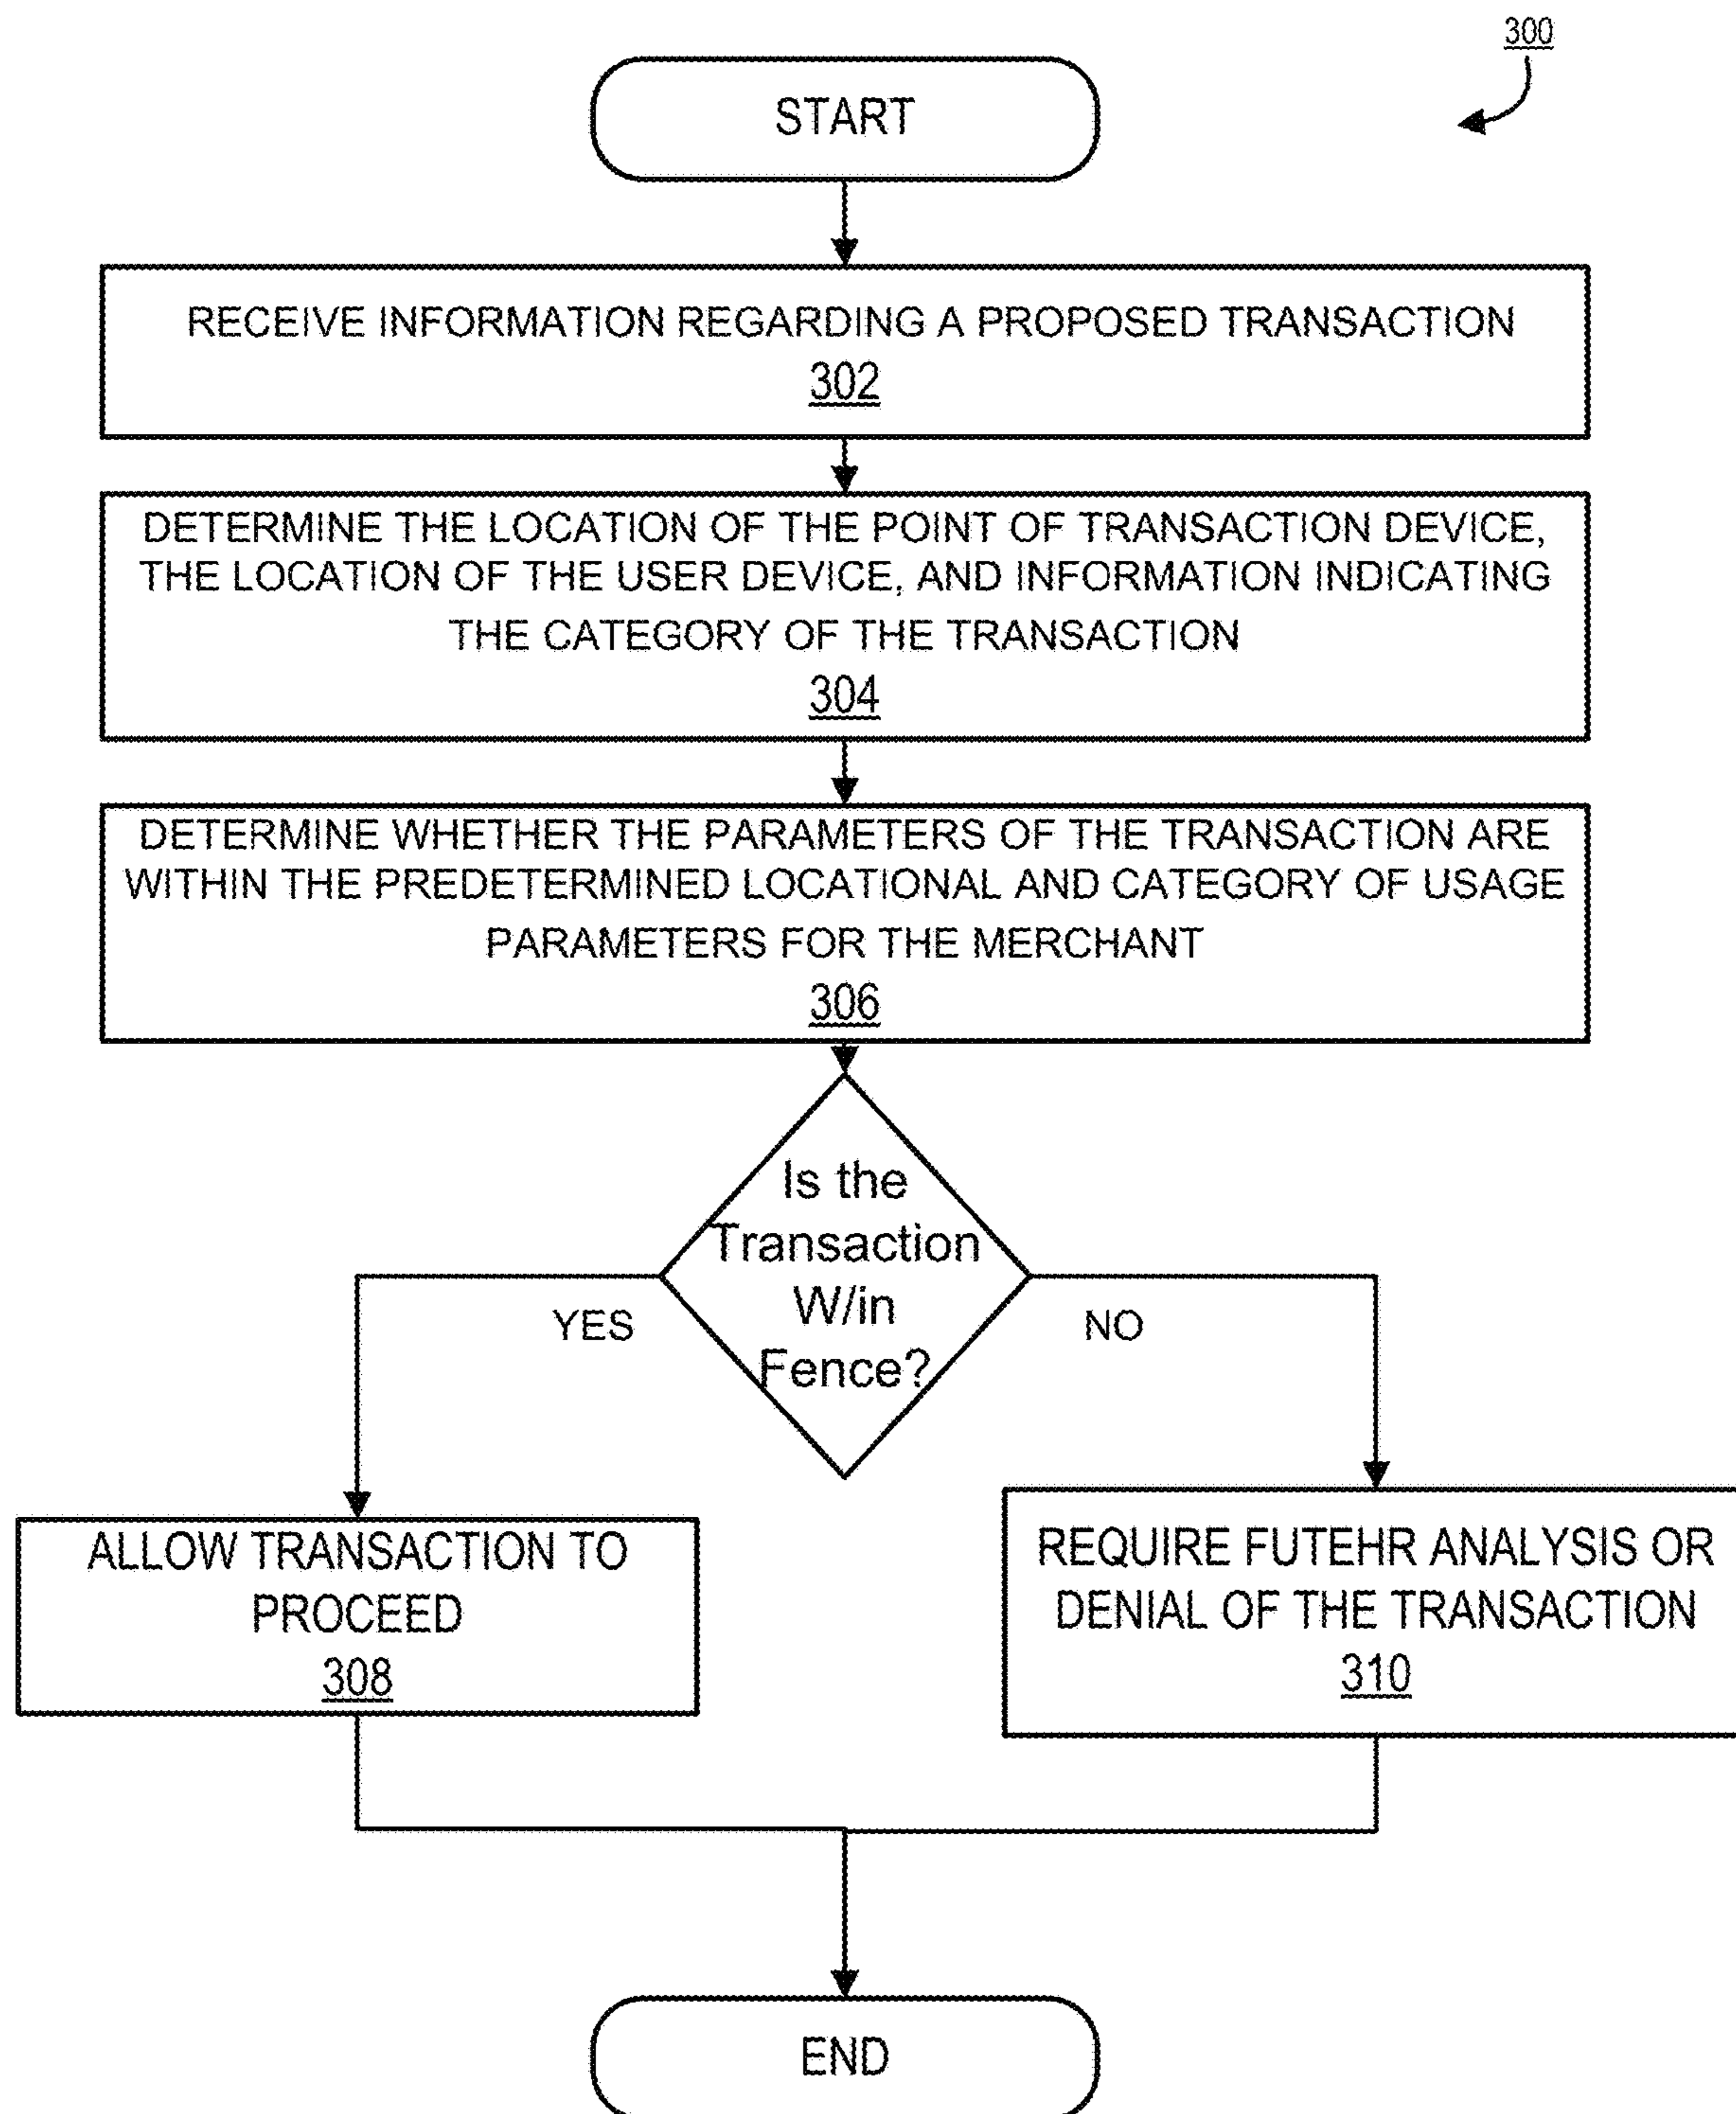 300
START
RECEIVE INFORMATION REGARDING A PROPOSED TRANSACTION
302
DETERMINE THE LOCATION OF THE POINT OF TRANSACTION DEVICE,
THE LOCATION OF THE USER DEVICE, AND INFORMATION INDICATING
THE CATEGORY OF THE TRANSACTION
304
DETERMINE WHETHER THE PARAMETERS OF THE TRANSACTION ARE
WITHIN THE PREDETERMINED LOCATIONAL AND CATEGORY OF USAGE
PARAMETERS FOR THE MERCHANT
306
Is the
Transaction
W/in
Fence?
YES
NO
ALLOW TRANSACTION TO
PROCEED
308
REQUIRE FUTEHR ANALYSIS OR
DENIAL OF THE TRANSACTION
310
END